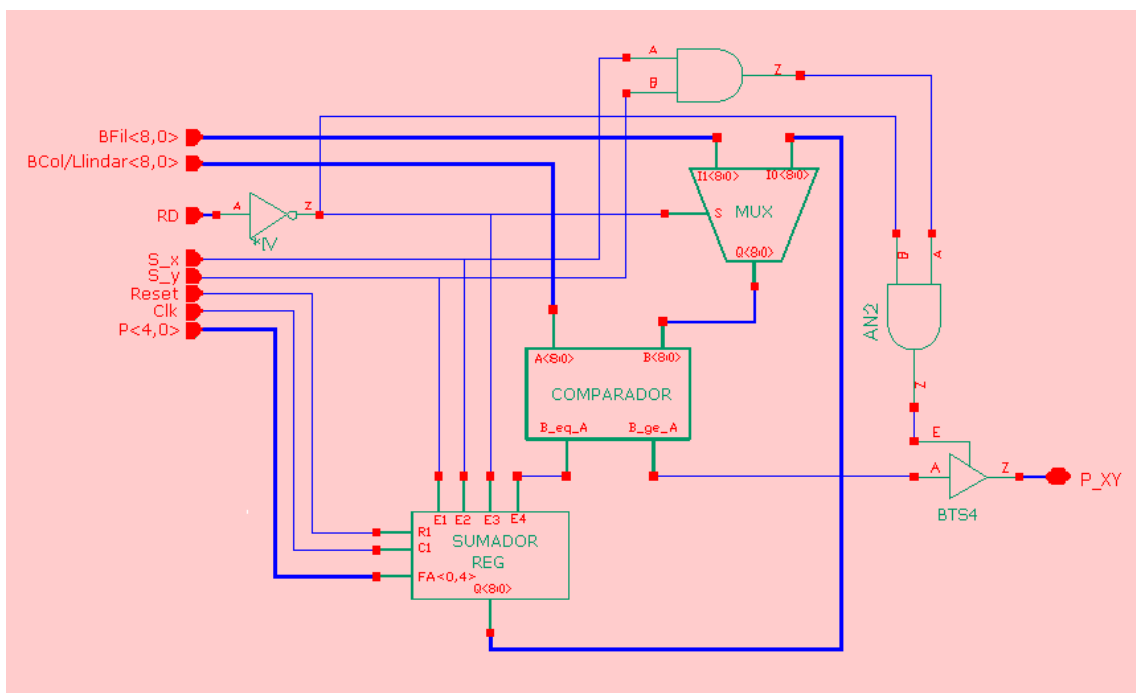 A
Z
B
BFil<8,0>
BCol/Llindar<8,0>
I1<8:0> I0<8:0>
RD
A
Z
IV
S
MUX
Q<8:0>
S_x
S_y
Reset
Clk
P<4,0>
B
A
AN2
Z
A<8:0> B<8:0>
COMPARADOR
B_eq_A B_ge_A
E
A
Z
P_XY
BTS4
E1 E2 E3 E4
R1
C1
SUMADOR
REG
FA<0,4>
Q<8:0>